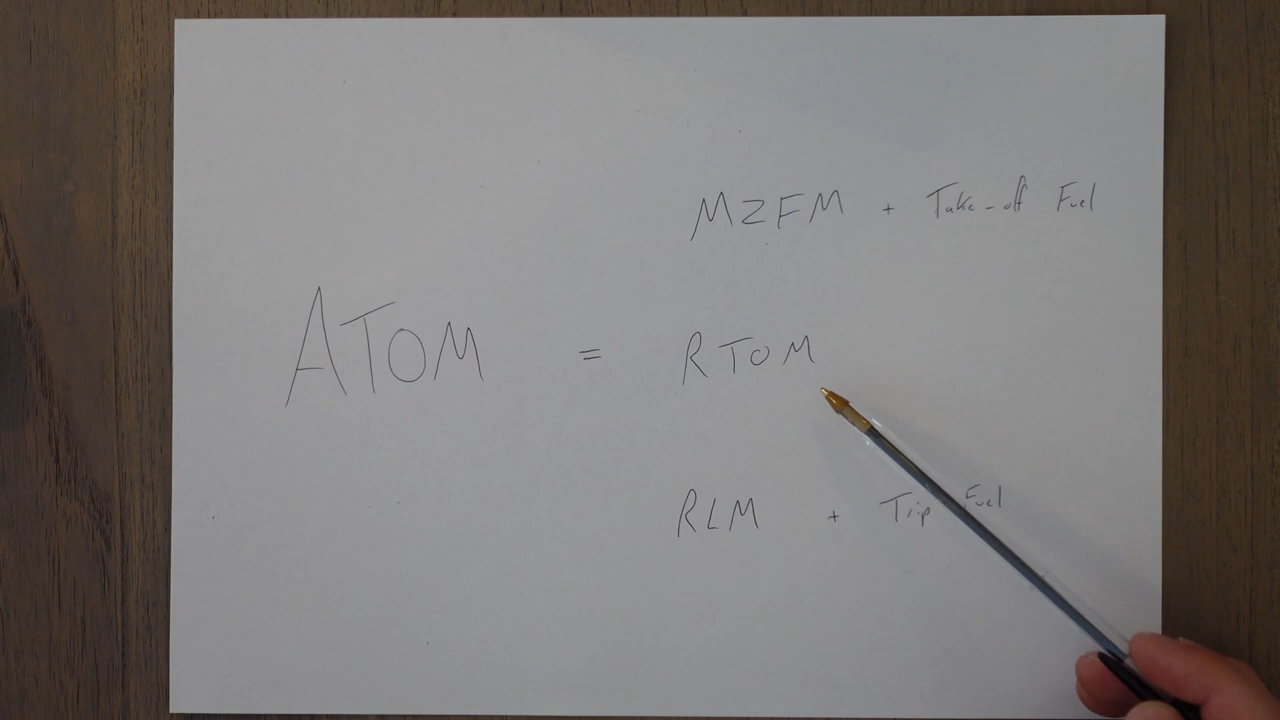 MZFM + Take-off Fuel
ATOM = RTOM
RLM + Trip Fuel